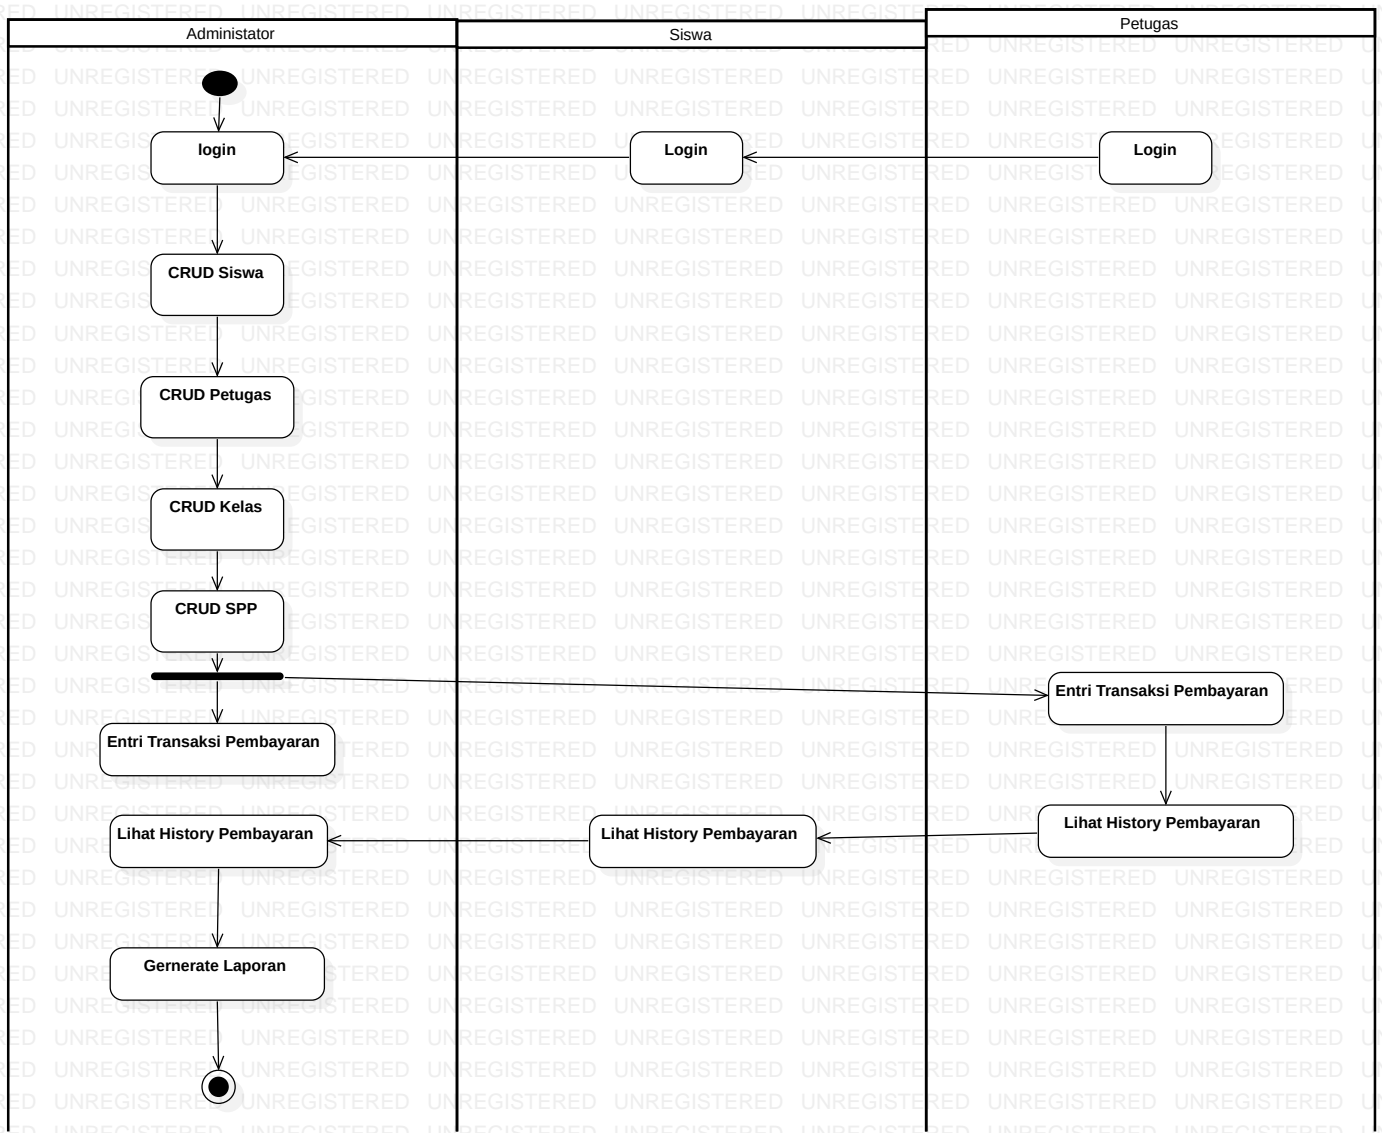 Administator
Siswa
Petugas
login
Login
Login
CRUD Siswa
CRUD Petugas
CRUD Kelas
CRUD SPP
Entri Transaksi Pembayaran
Entri Transaksi Pembayaran
Lihat History Pembayaran
Lihat History Pembayaran
Lihat History Pembayaran
Gernerate Laporan
UNREGISTERED